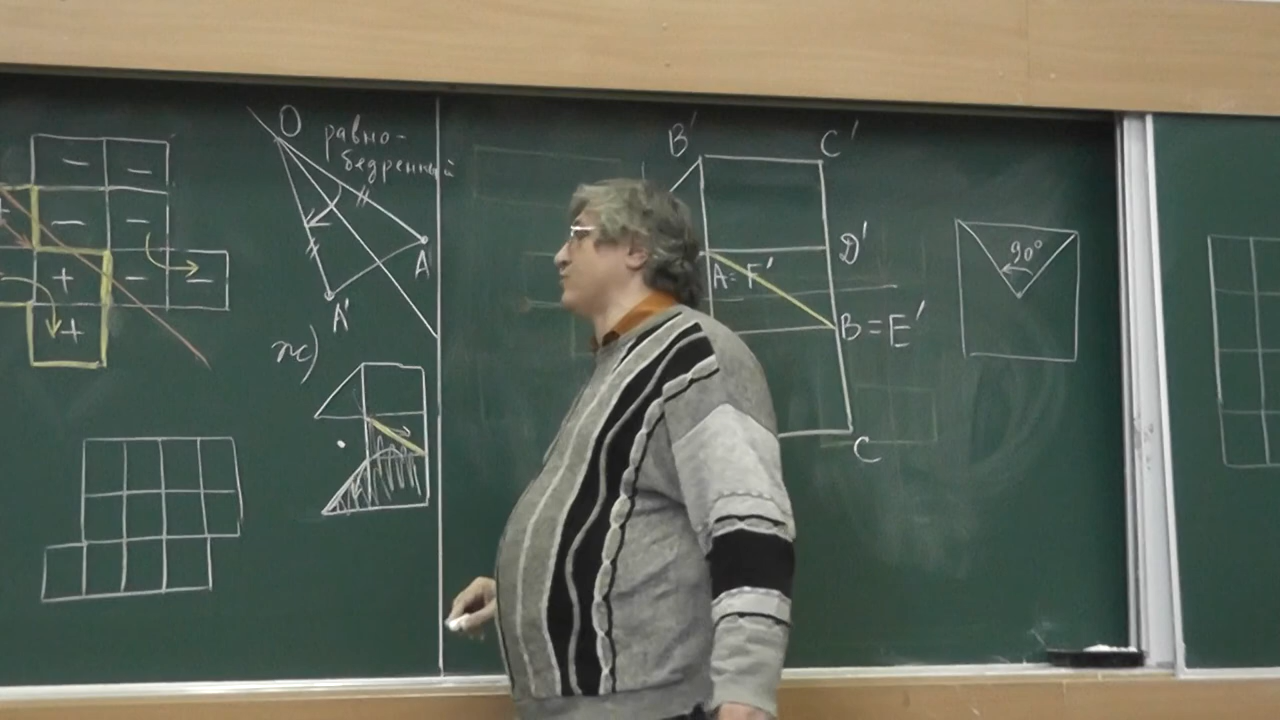 − −
− −
+ −
+
O
равно-
бедренный
A
A'
ж)
B' C'
D'
A = F'
B = E'
C
90°